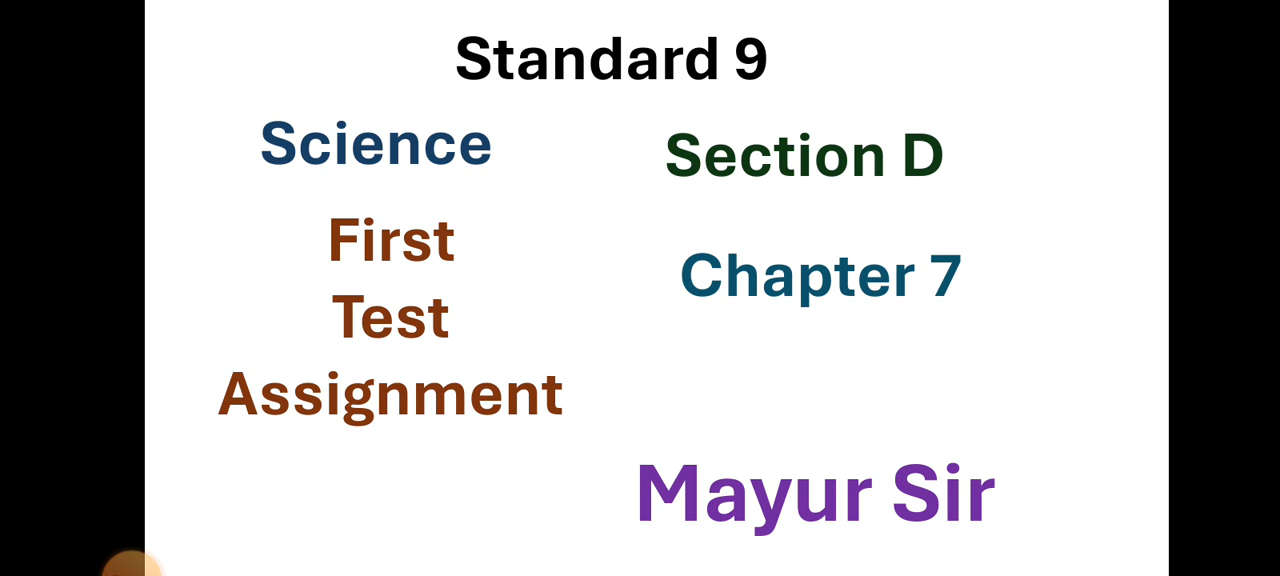 Standard 9
Science
Section D
First
Test
Assignment
Chapter 7
Mayur Sir